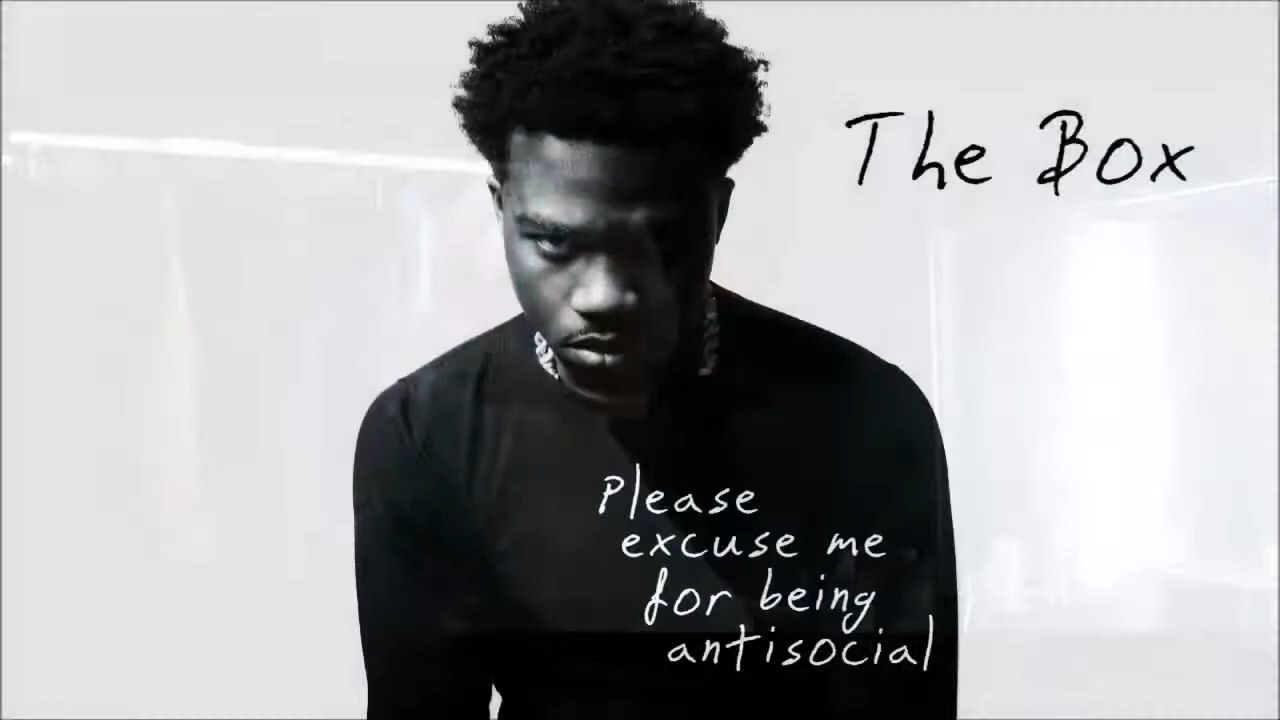 The Box
Please
excuse me
for being
antisocial